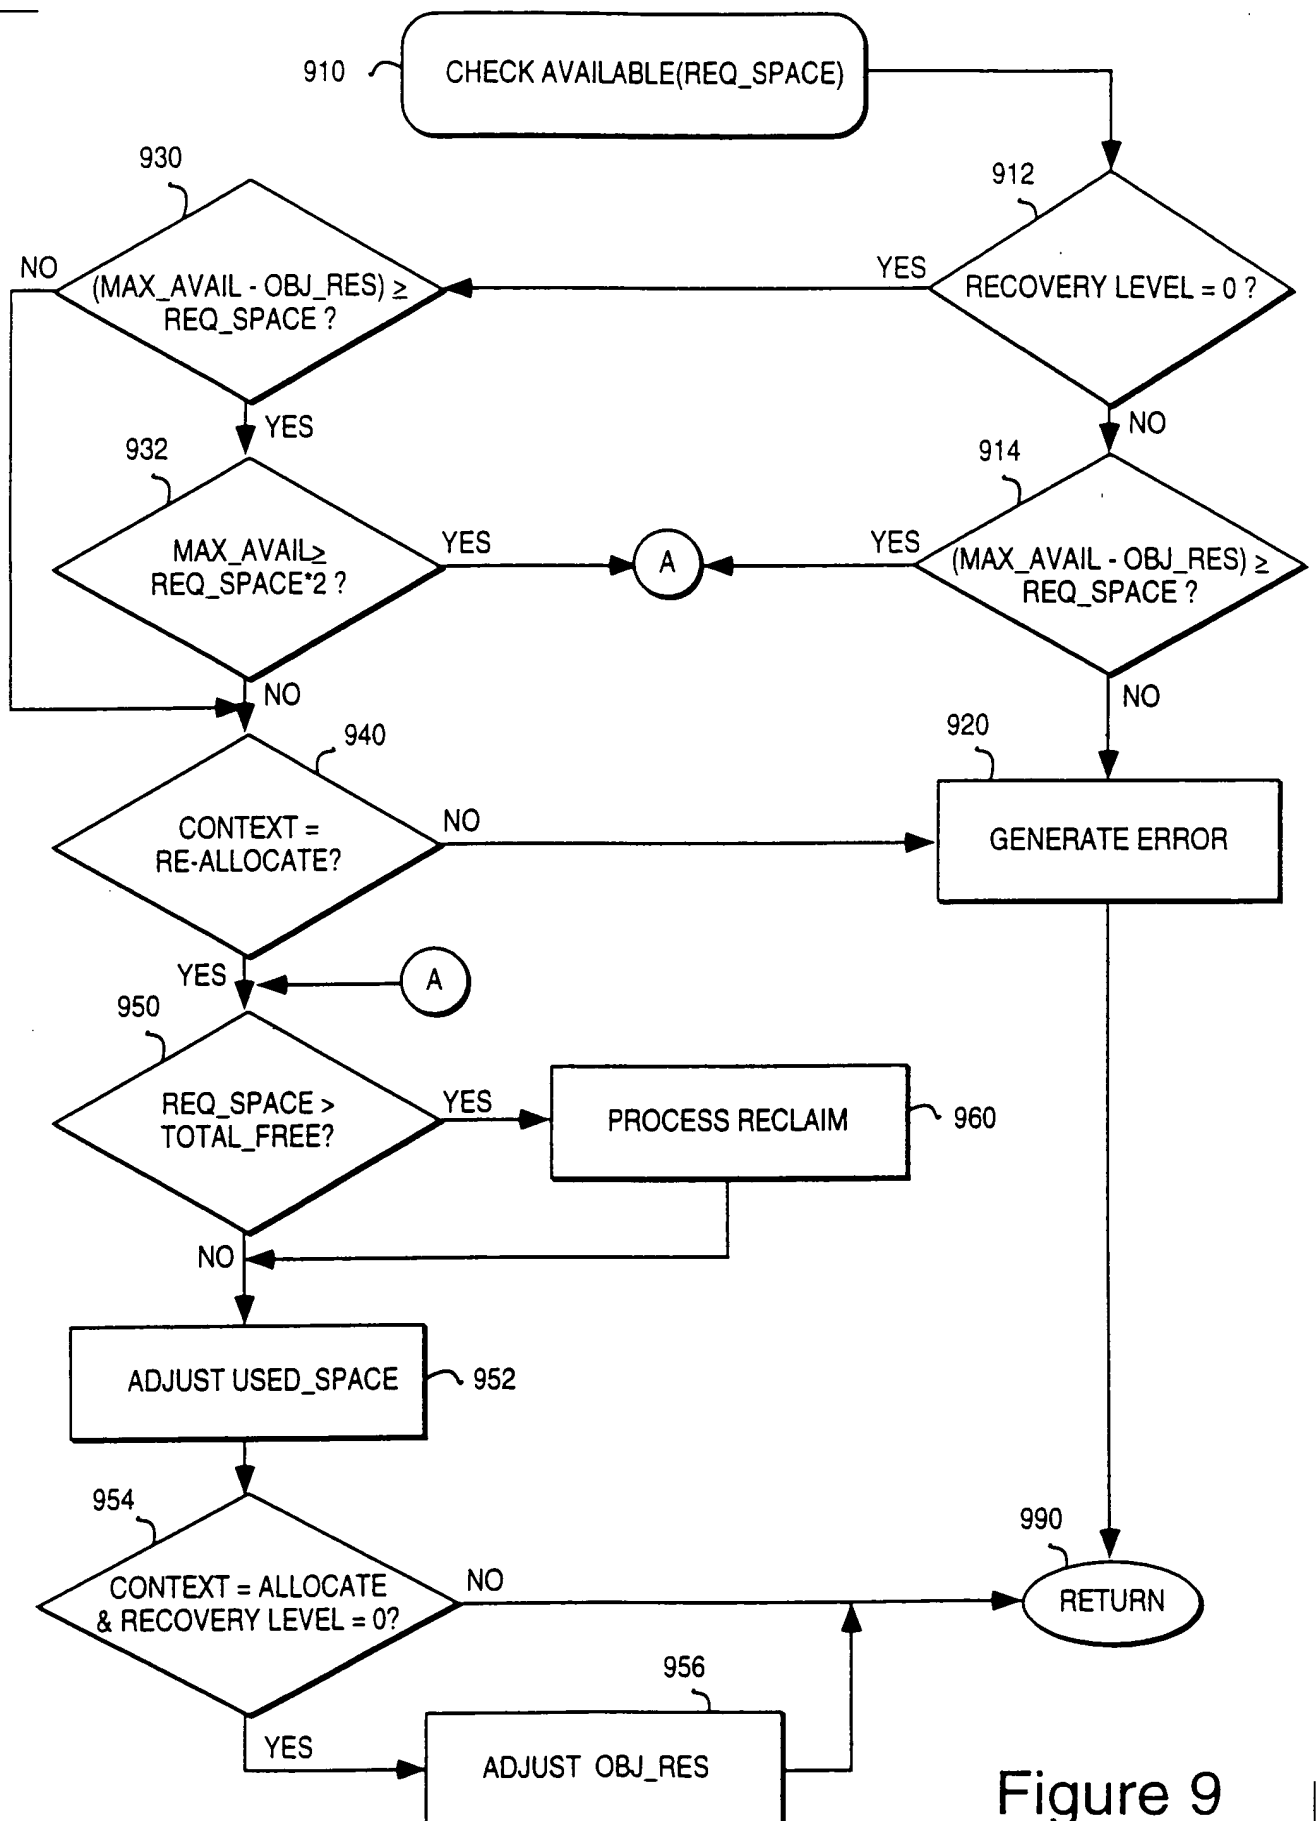 910
CHECK AVAILABLE(REQ_SPACE)
930
912
NO
(MAX_AVAIL - OBJ_RES) ≥
REQ_SPACE ?
YES
RECOVERY LEVEL = 0 ?
YES
NO
932
914
MAX_AVAIL≥
REQ_SPACE*2 ?
YES
A
YES
(MAX_AVAIL - OBJ_RES) ≥
REQ_SPACE ?
NO
NO
940
920
CONTEXT =
RE-ALLOCATE?
NO
GENERATE ERROR
YES
A
950
REQ_SPACE >
TOTAL_FREE?
YES
PROCESS RECLAIM
960
NO
ADJUST USED_SPACE
952
954
990
CONTEXT = ALLOCATE
& RECOVERY LEVEL = 0?
NO
RETURN
956
YES
ADJUST OBJ_RES
Figure 9